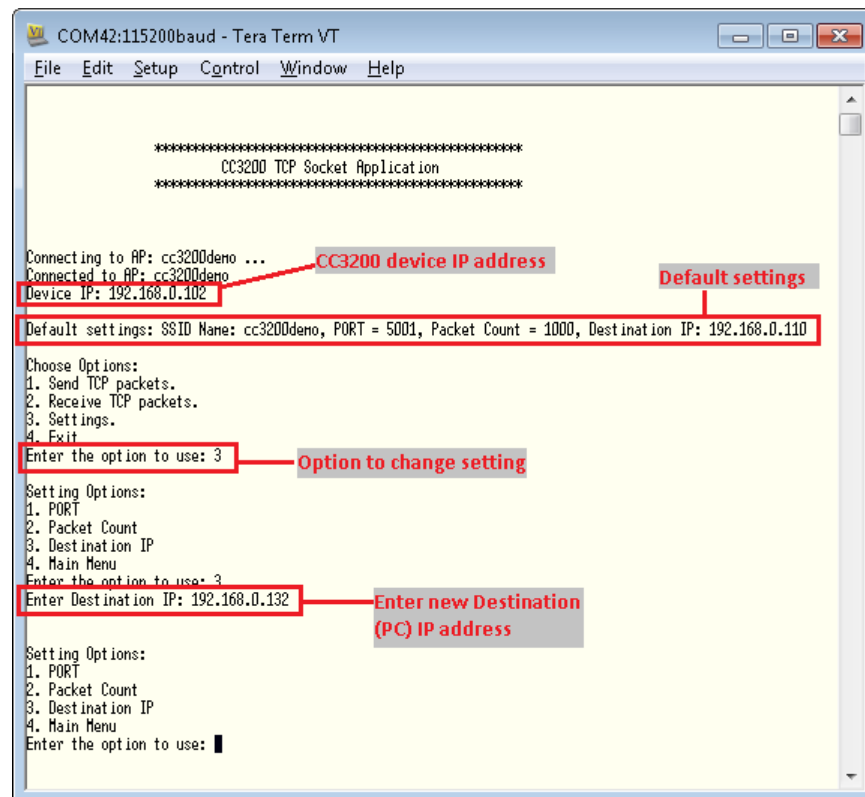 COM42:115200baud - Tera Term VT
File Edit Setup Control Window Help
****************************************************
CC3200 TCP Socket Application
****************************************************
Connecting to AP: cc3200demo ...
Connected to AP: cc3200demo
CC3200 device IP address
Device IP: 192.168.0.102
Default settings
Default settings: SSID Name: cc3200demo, PORT = 5001, Packet Count = 1000, Destination IP: 192.168.0.110
Choose Options:
1. Send TCP packets.
2. Receive TCP packets.
3. Settings.
4. Exit
Enter the option to use: 3
Option to change setting
Setting Options:
1. PORT
2. Packet Count
3. Destination IP
4. Main Menu
Enter the option to use: 3
Enter Destination IP: 192.168.0.132
Enter new Destination
(PC) IP address
Setting Options:
1. PORT
2. Packet Count
3. Destination IP
4. Main Menu
Enter the option to use: